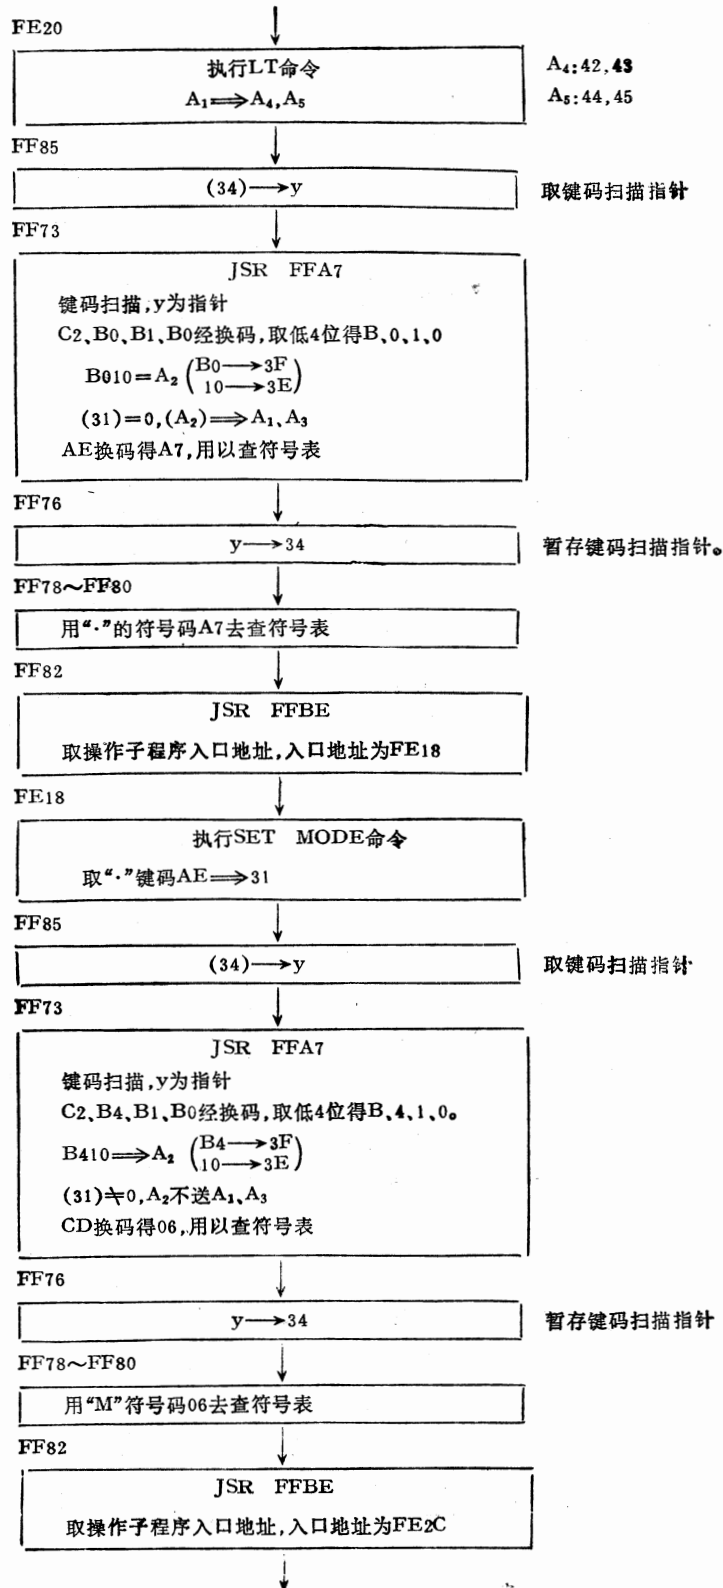 FE20
执行LT命令
A₁⟹A₄,A₅
A₄:42,43
A₅:44,45
FF85
(34)⟶y
取键码扫描指针
FF73
JSR FFA7
键码扫描,y为指针
C2、B0、B1、B0经换码,取低4位得B、0、1、0
B010=A₂(B0⟶3F
10⟶3E)
(31)=0,(A₂)⟹A₁、A₃
AE换码得A7,用以查符号表
FF76
y⟶34
暂存键码扫描指针。
FF78～FF80
用“·”的符号码A7去查符号表
FF82
JSR FFBE
取操作子程序入口地址,入口地址为FE18
FE18
执行SET MODE命令
取“·”键码AE⟹31
FF85
(34)⟶y
取键码扫描指针
FF73
JSR FFA7
键码扫描,y为指针
C2、B4、B1、B0经换码,取低4位得B、4、1、0。
B410⟹A₂ (B4⟶3F
10⟶3E)
(31)≠0,A₂不送A₁、A₃
CD换码得06,用以查符号表
FF76
y⟶34
暂存键码扫描指针
FF78～FF80
用“M”符号码06去查符号表
FF82
JSR FFBE
取操作子程序入口地址,入口地址为FE2C